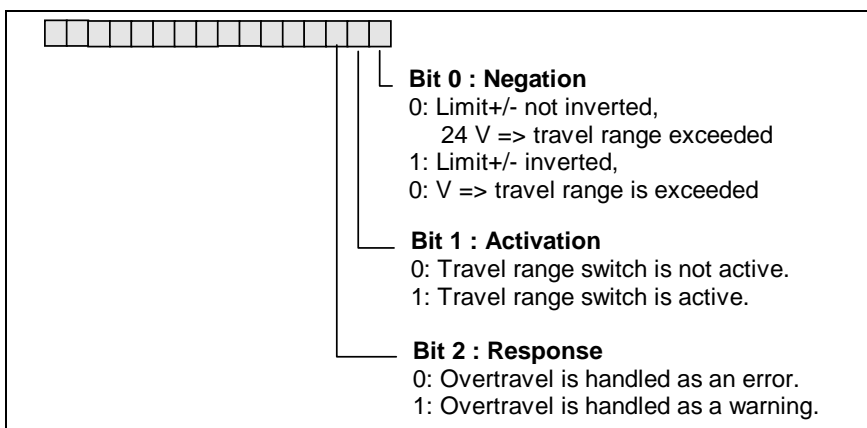 Bit 0 : Negation
0: Limit+/- not inverted,
24 V => travel range exceeded
1: Limit+/- inverted,
0: V => travel range is exceeded
Bit 1 : Activation
0: Travel range switch is not active.
1: Travel range switch is active.
Bit 2 : Response
0: Overtravel is handled as an error.
1: Overtravel is handled as a warning.